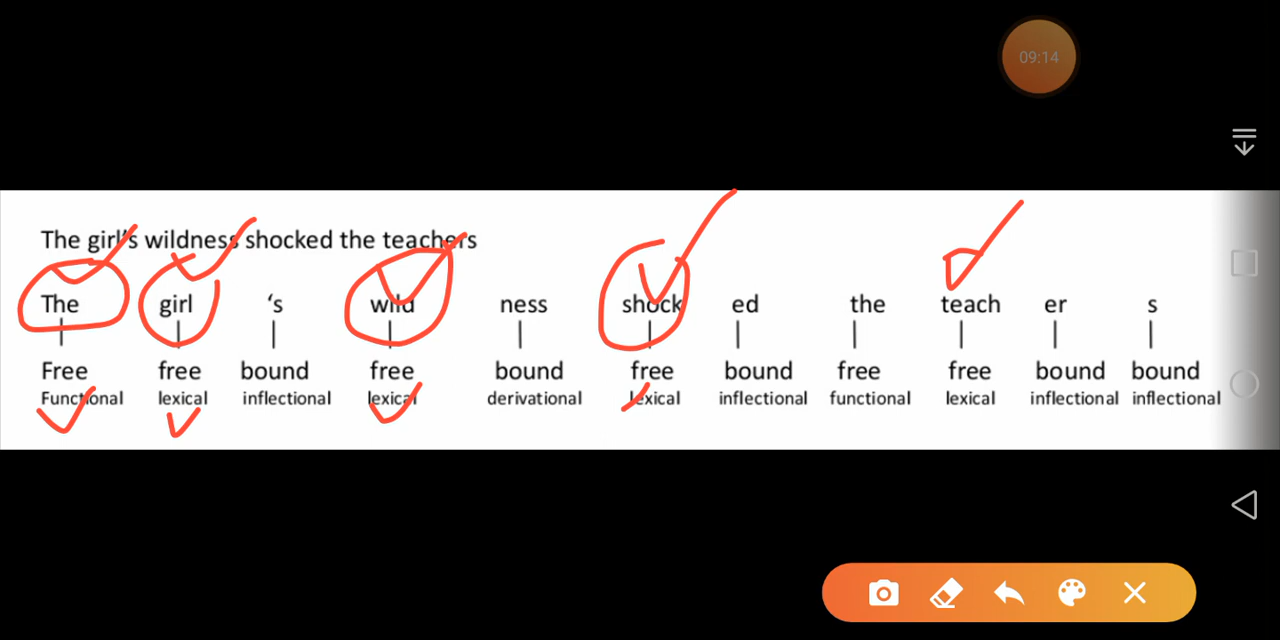 09:14
The girl's wildness shocked the teachers
The girl ‘s wild ness shock ed the teach er s
Free free bound free bound free bound free free bound bound
Functional lexical inflectional lexical derivational lexical inflectional functional lexical inflectional inflectional